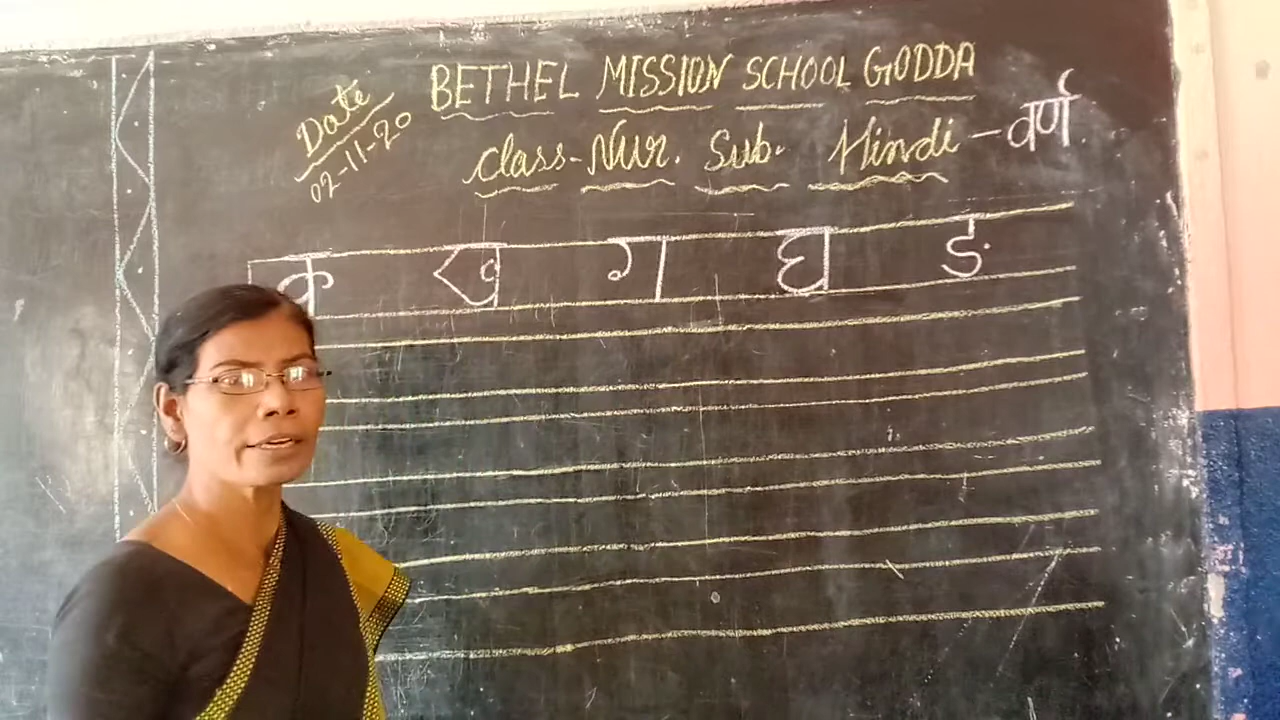 BETHEL MISSION SCHOOL GODDA
Date
02-11-20
Class-Nur. Sub. Hindi-वर्ण
क ख ग घ ङ